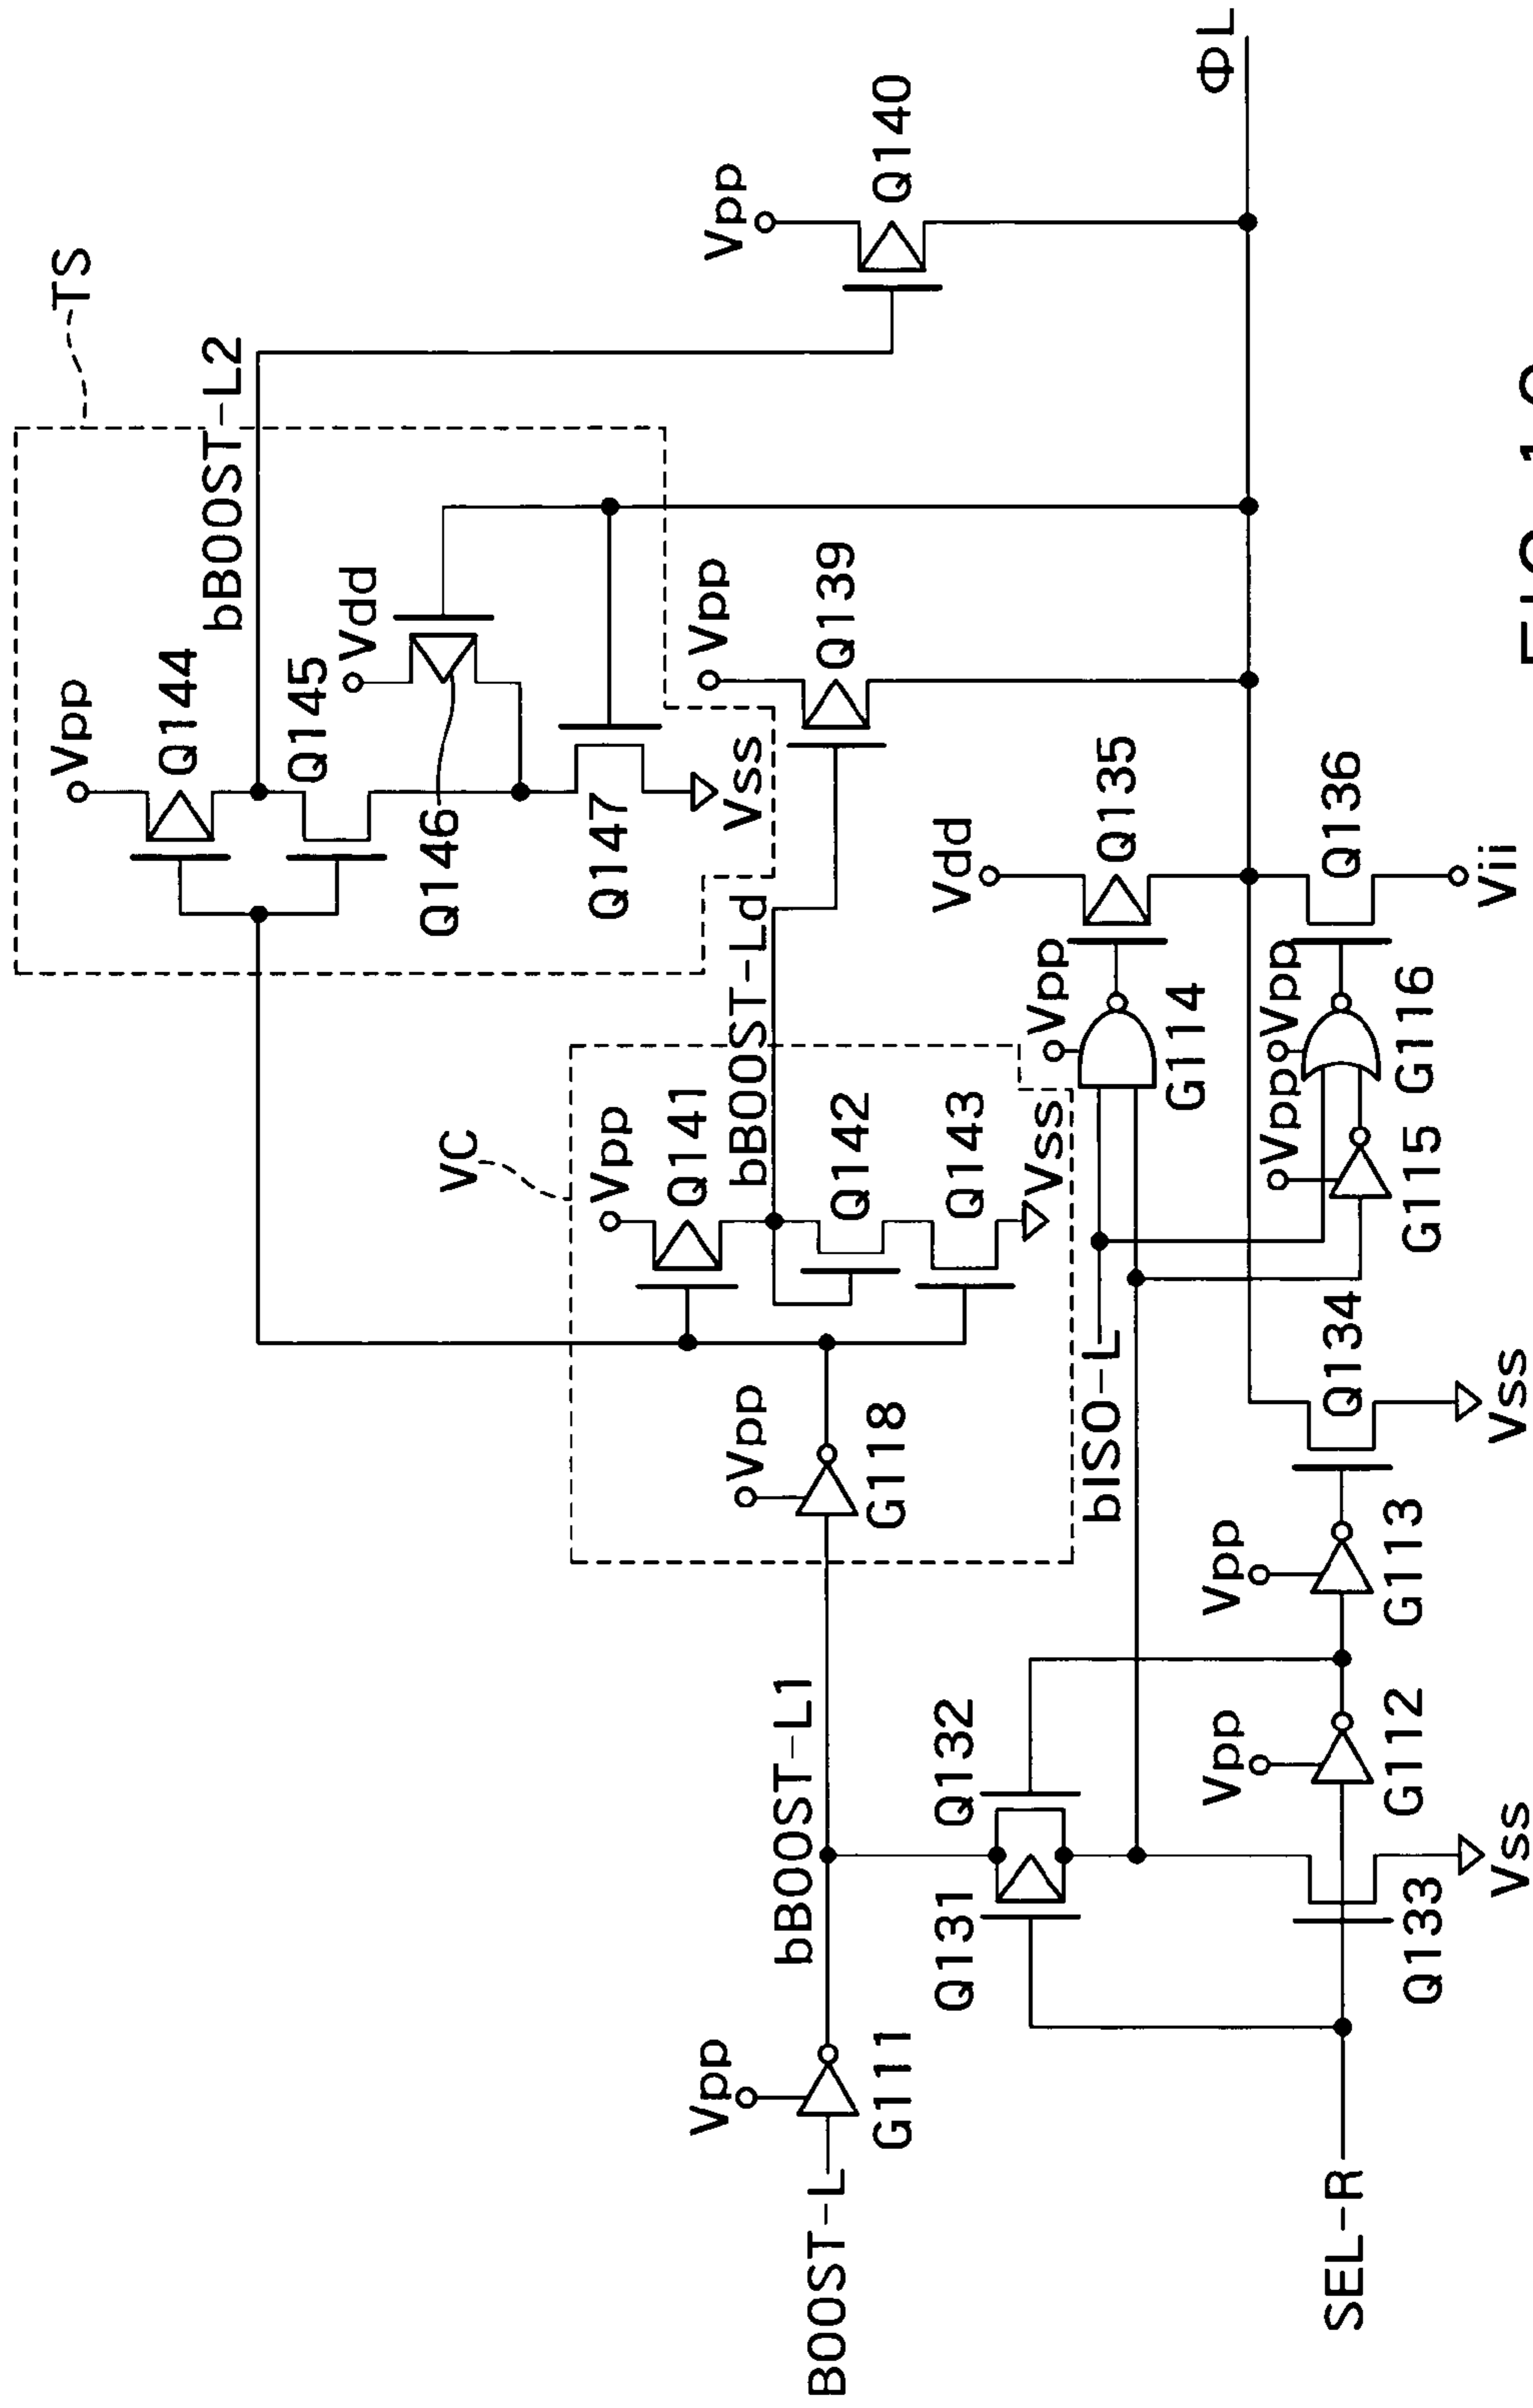 TS
Vpp
Q144
bBOOST-L2
Q145
Vdd
Q146
Q147
Vss
Vpp
Q140
Vpp
Q139
VC
Vpp
Q141
bBOOST-Ld
Q142
Q143
Vss
Vpp
G118
Vdd
Q135
Vpp
G114
bISO-L
Vpp
Vpp
G116
G115
Q136
Vii
ΦL
Q134
Vss
Vpp
G113
Vpp
G112
bBOOST-L1
Q132
Q131
Q133
Vss
Vpp
G111
BOOST-L
SEL-R